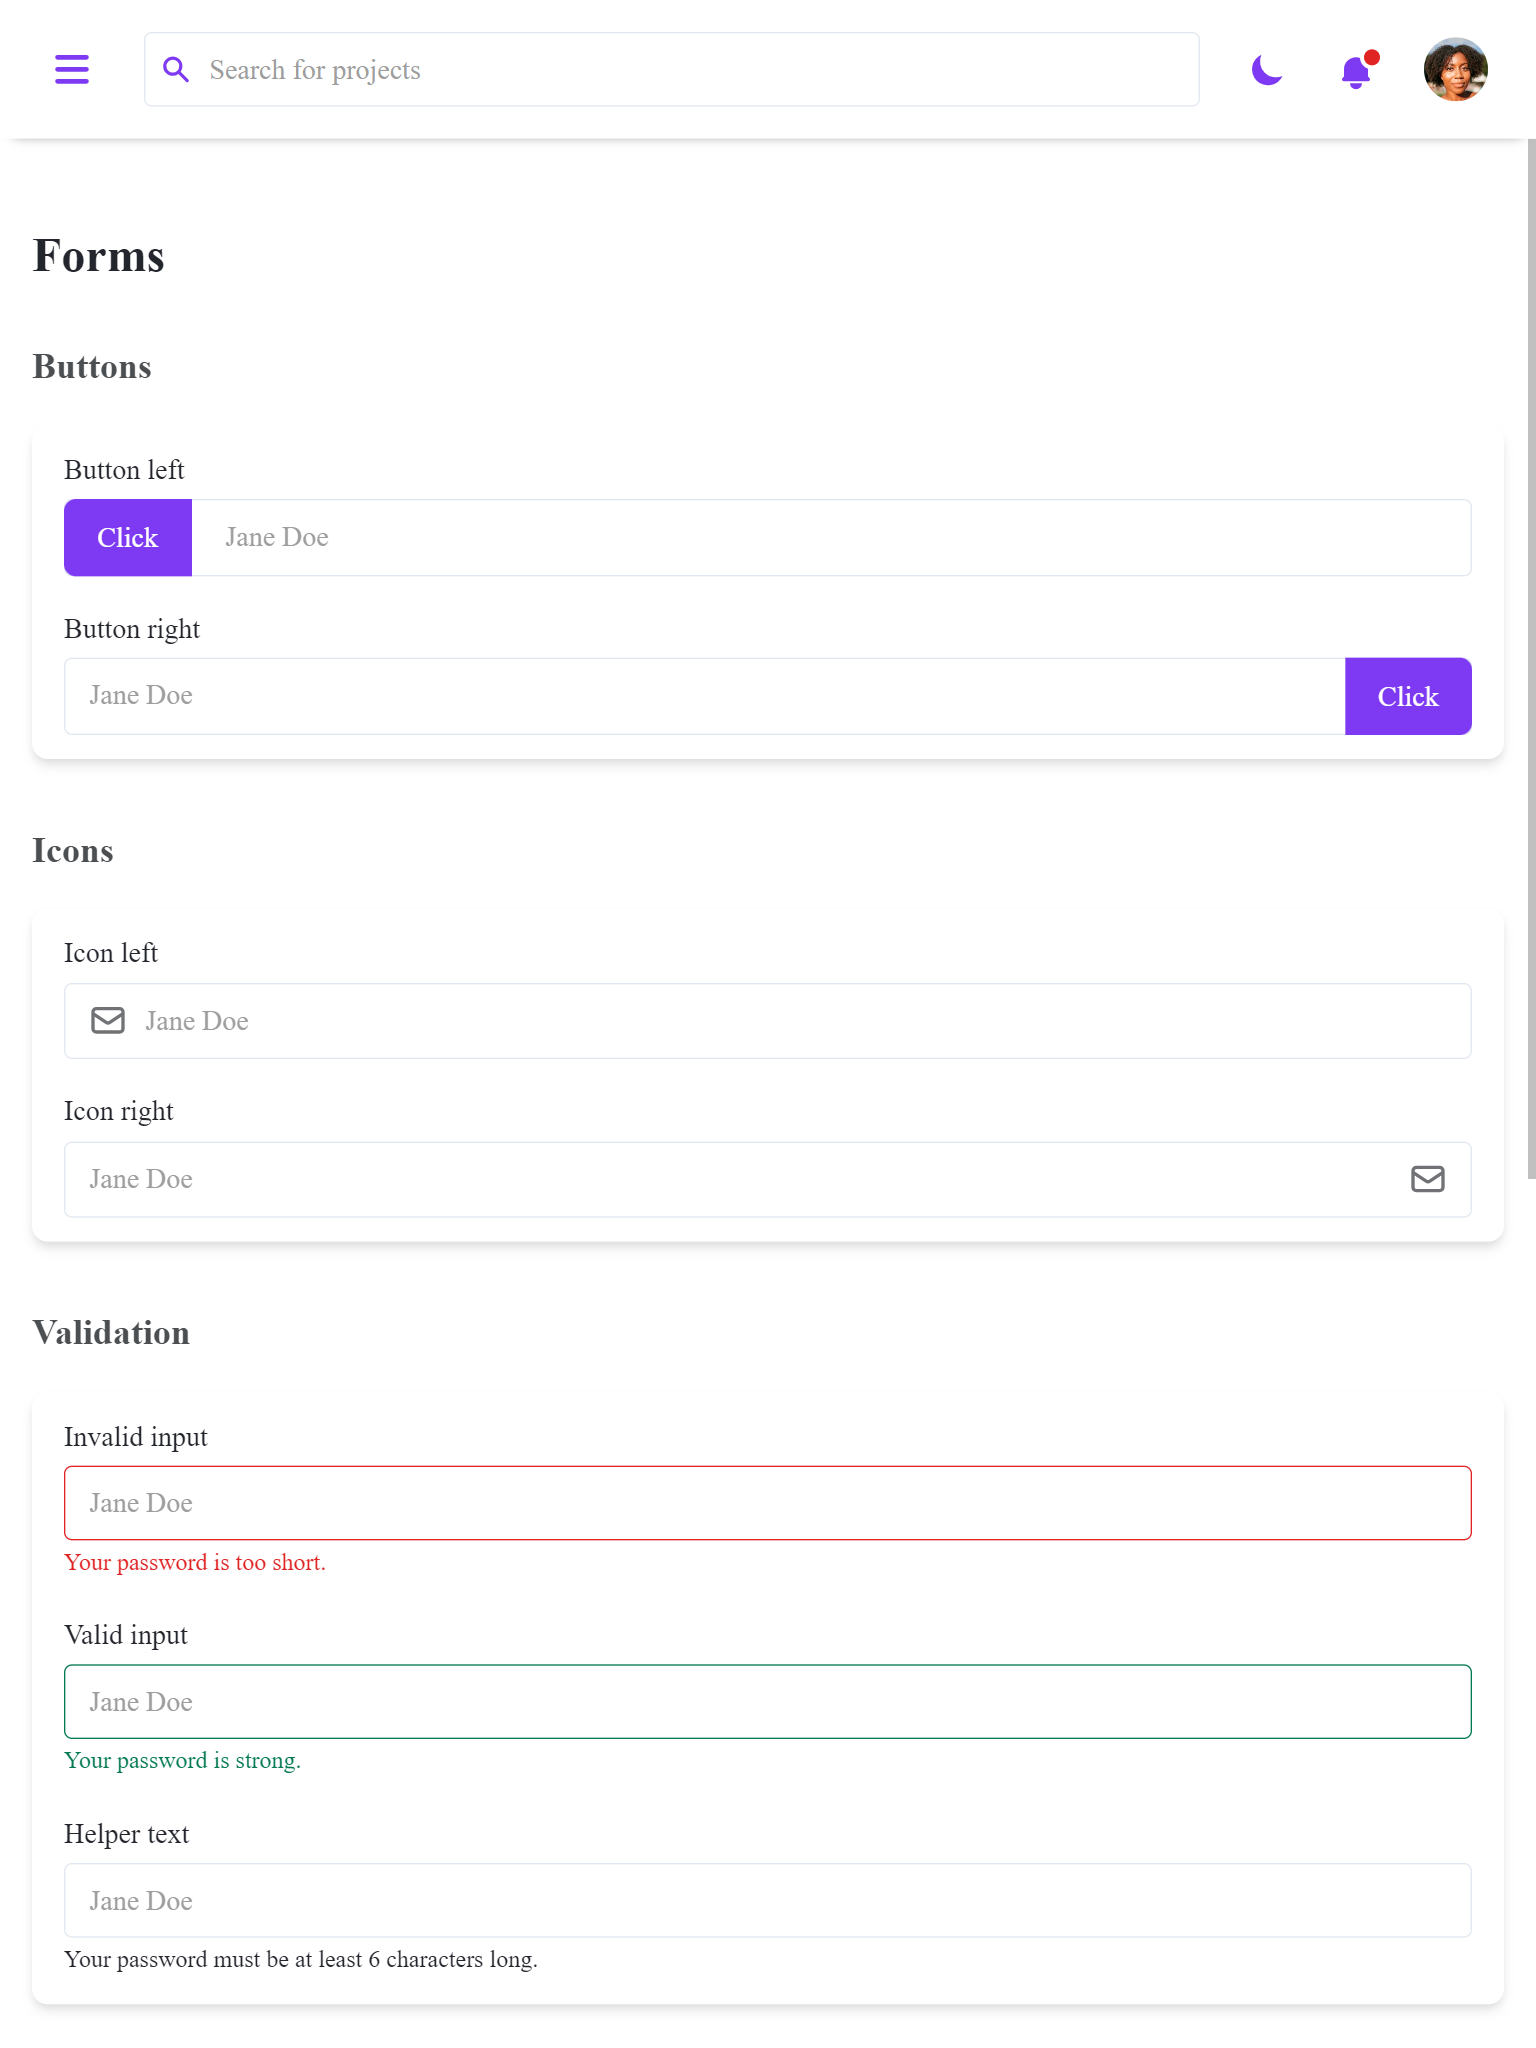 Search for projects
Forms
Buttons
Button left
Click
Jane Doe
Button right
Jane Doe
Click
Icons
Icon left
Jane Doe
Icon right
Jane Doe
Validation
Invalid input
Jane Doe
Your password is too short.
Valid input
Jane Doe
Your password is strong.
Helper text
Jane Doe
Your password must be at least 6 characters long.